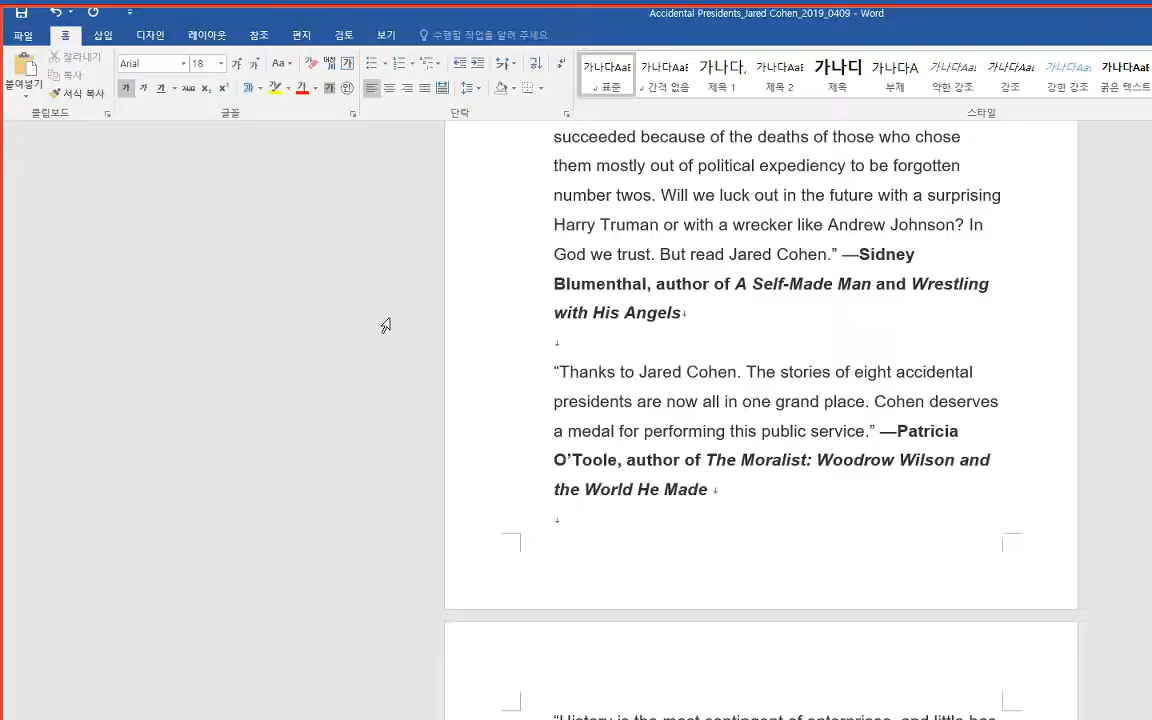 Accidental Presidents_Jared Cohen_2019_0409 - Word
파일 홈 삽입 디자인 레이아웃 참조 편지 검토 보기 수행할 작업을 알려 주세요.
잘라내기
복사
서식 복사
붙여넣기
Arial 18
가나다AaE 가나다AaE 가나다, 가나다AaE 가나다 가나다A 가나다Aa 가나다Aa 가나다Aa 가나다AaE
표준 간격 없음 제목 1 제목 2 제목 부제 약한 강조 강조 강한 강조 굵은 텍스트
클립보드 글꼴 단락 스타일
succeeded because of the deaths of those who chose
them mostly out of political expediency to be forgotten
number twos. Will we luck out in the future with a surprising
Harry Truman or with a wrecker like Andrew Johnson? In
God we trust. But read Jared Cohen.” —Sidney
Blumenthal, author of A Self-Made Man and Wrestling
with His Angels
“Thanks to Jared Cohen. The stories of eight accidental
presidents are now all in one grand place. Cohen deserves
a medal for performing this public service.” —Patricia
O’Toole, author of The Moralist: Woodrow Wilson and
the World He Made
“History is the most contingent of enterprises, and little has